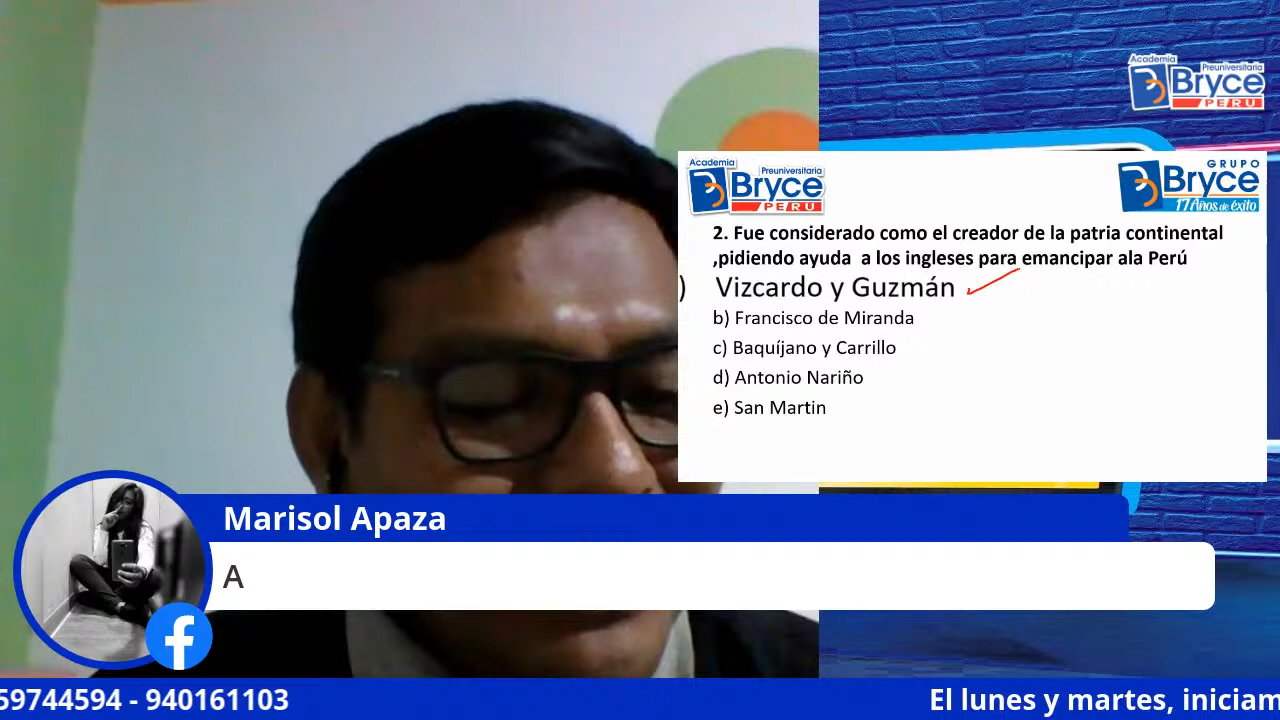 Academia
Preuniversitaria
Bryce
PERU
Academia
Preuniversitaria
Bryce
PERU
GRUPO
Bryce
17 Años de éxito
2. Fue considerado como el creador de la patria continental
,pidiendo ayuda a los ingleses para emancipar ala Perú
) Vizcardo y Guzmán
b) Francisco de Miranda
c) Baquíjano y Carrillo
d) Antonio Nariño
e) San Martin
Marisol Apaza
A
59744594 - 940161103
El lunes y martes, iniciam